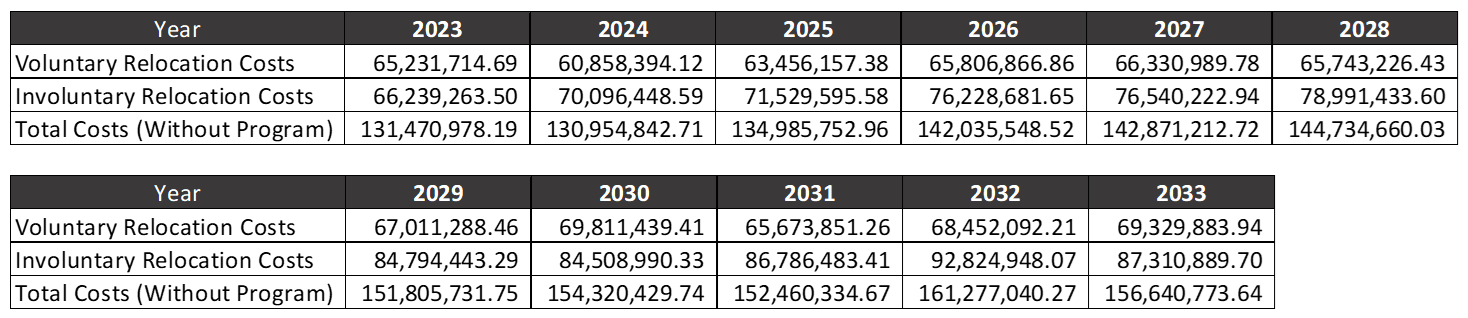 Year 2023 2024 2025 2026 2027 2028
Voluntary Relocation Costs 65,231,714.69 60,858,394.12 63,456,157.38 65,806,866.86 66,330,989.78 65,743,226.43
Involuntary Relocation Costs 66,239,263.50 70,096,448.59 71,529,595.58 76,228,681.65 76,540,222.94 78,991,433.60
Total Costs (Without Program) 131,470,978.19 130,954,842.71 134,985,752.96 142,035,548.52 142,871,212.72 144,734,660.03
Year 2029 2030 2031 2032 2033
Voluntary Relocation Costs 67,011,288.46 69,811,439.41 65,673,851.26 68,452,092.21 69,329,883.94
Involuntary Relocation Costs 84,794,443.29 84,508,990.33 86,786,483.41 92,824,948.07 87,310,889.70
Total Costs (Without Program) 151,805,731.75 154,320,429.74 152,460,334.67 161,277,040.27 156,640,773.64